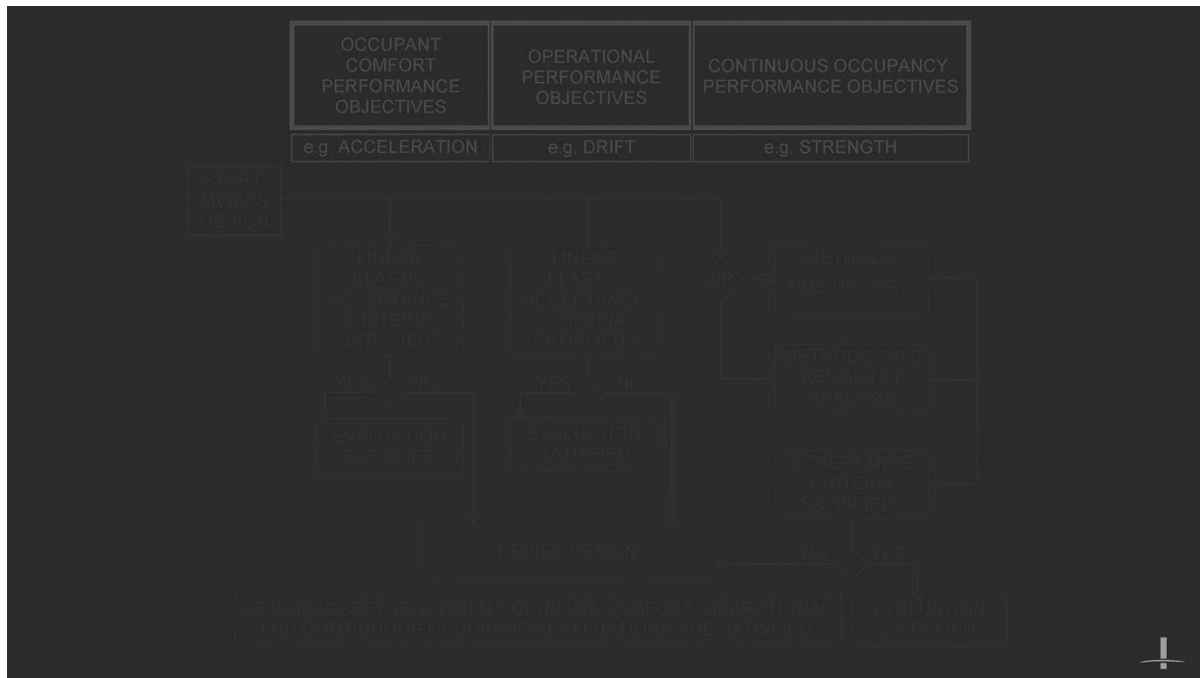 OCCUPANT
COMFORT
PERFORMANCE
OBJECTIVES
OPERATIONAL
PERFORMANCE
OBJECTIVES
CONTINUOUS OCCUPANCY
PERFORMANCE OBJECTIVES
e.g. ACCELERATION
e.g. DRIFT
e.g. STRENGTH
START
MWFRS
DESIGN
LINEAR
ELASTIC
ACCEPTANCE
CRITERIA
SATISFIED?
LINEAR
ELASTIC
ACCEPTANCE
CRITERIA
SATISFIED?
OR
METHOD
TIME HISTORY
METHOD 2 OR 3
RELIABILTY
ANALYSIS
YES
NO
YES
NO
EVALUATION
SATISFIED
EVALUATION
SATISFIED
ACCEPTANCE
CRITERIA
SATISFIED?
REVISE DESIGN
NO
YES
DESIGN ACCEPTABLE WHEN OCCUPANT COMFORT, OPERATIONAL
AND CONTINUOUS OCCUPANCY EVALUATIONS ARE SATISFIED
EVALUATION
SATISFIED